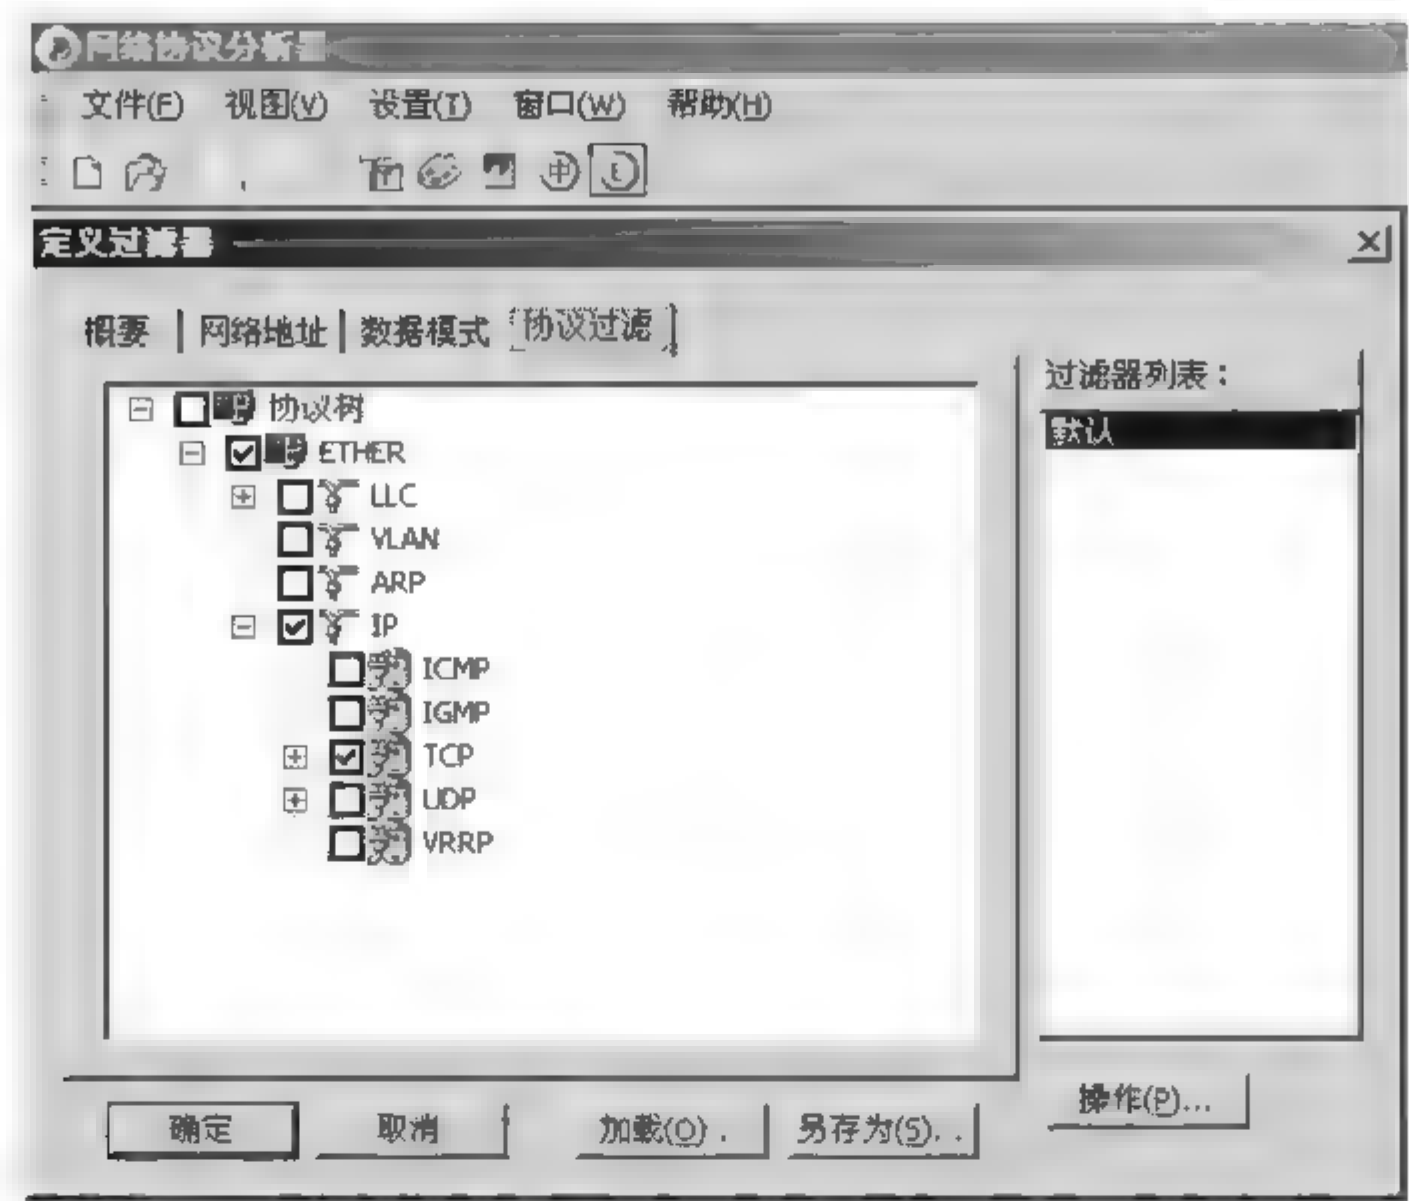 网络协议分析器
文件(F) 视图(V) 设置(T) 窗口(W) 帮助(H)
中 E
定义过滤器
概要 网络地址 数据模式 协议过滤
过滤器列表：
默认
协议树
ETHER
LLC
VLAN
ARP
IP
ICMP
IGMP
TCP
UDP
VRRP
操作(P)...
确定 取消 加载(O). 另存为(S)..